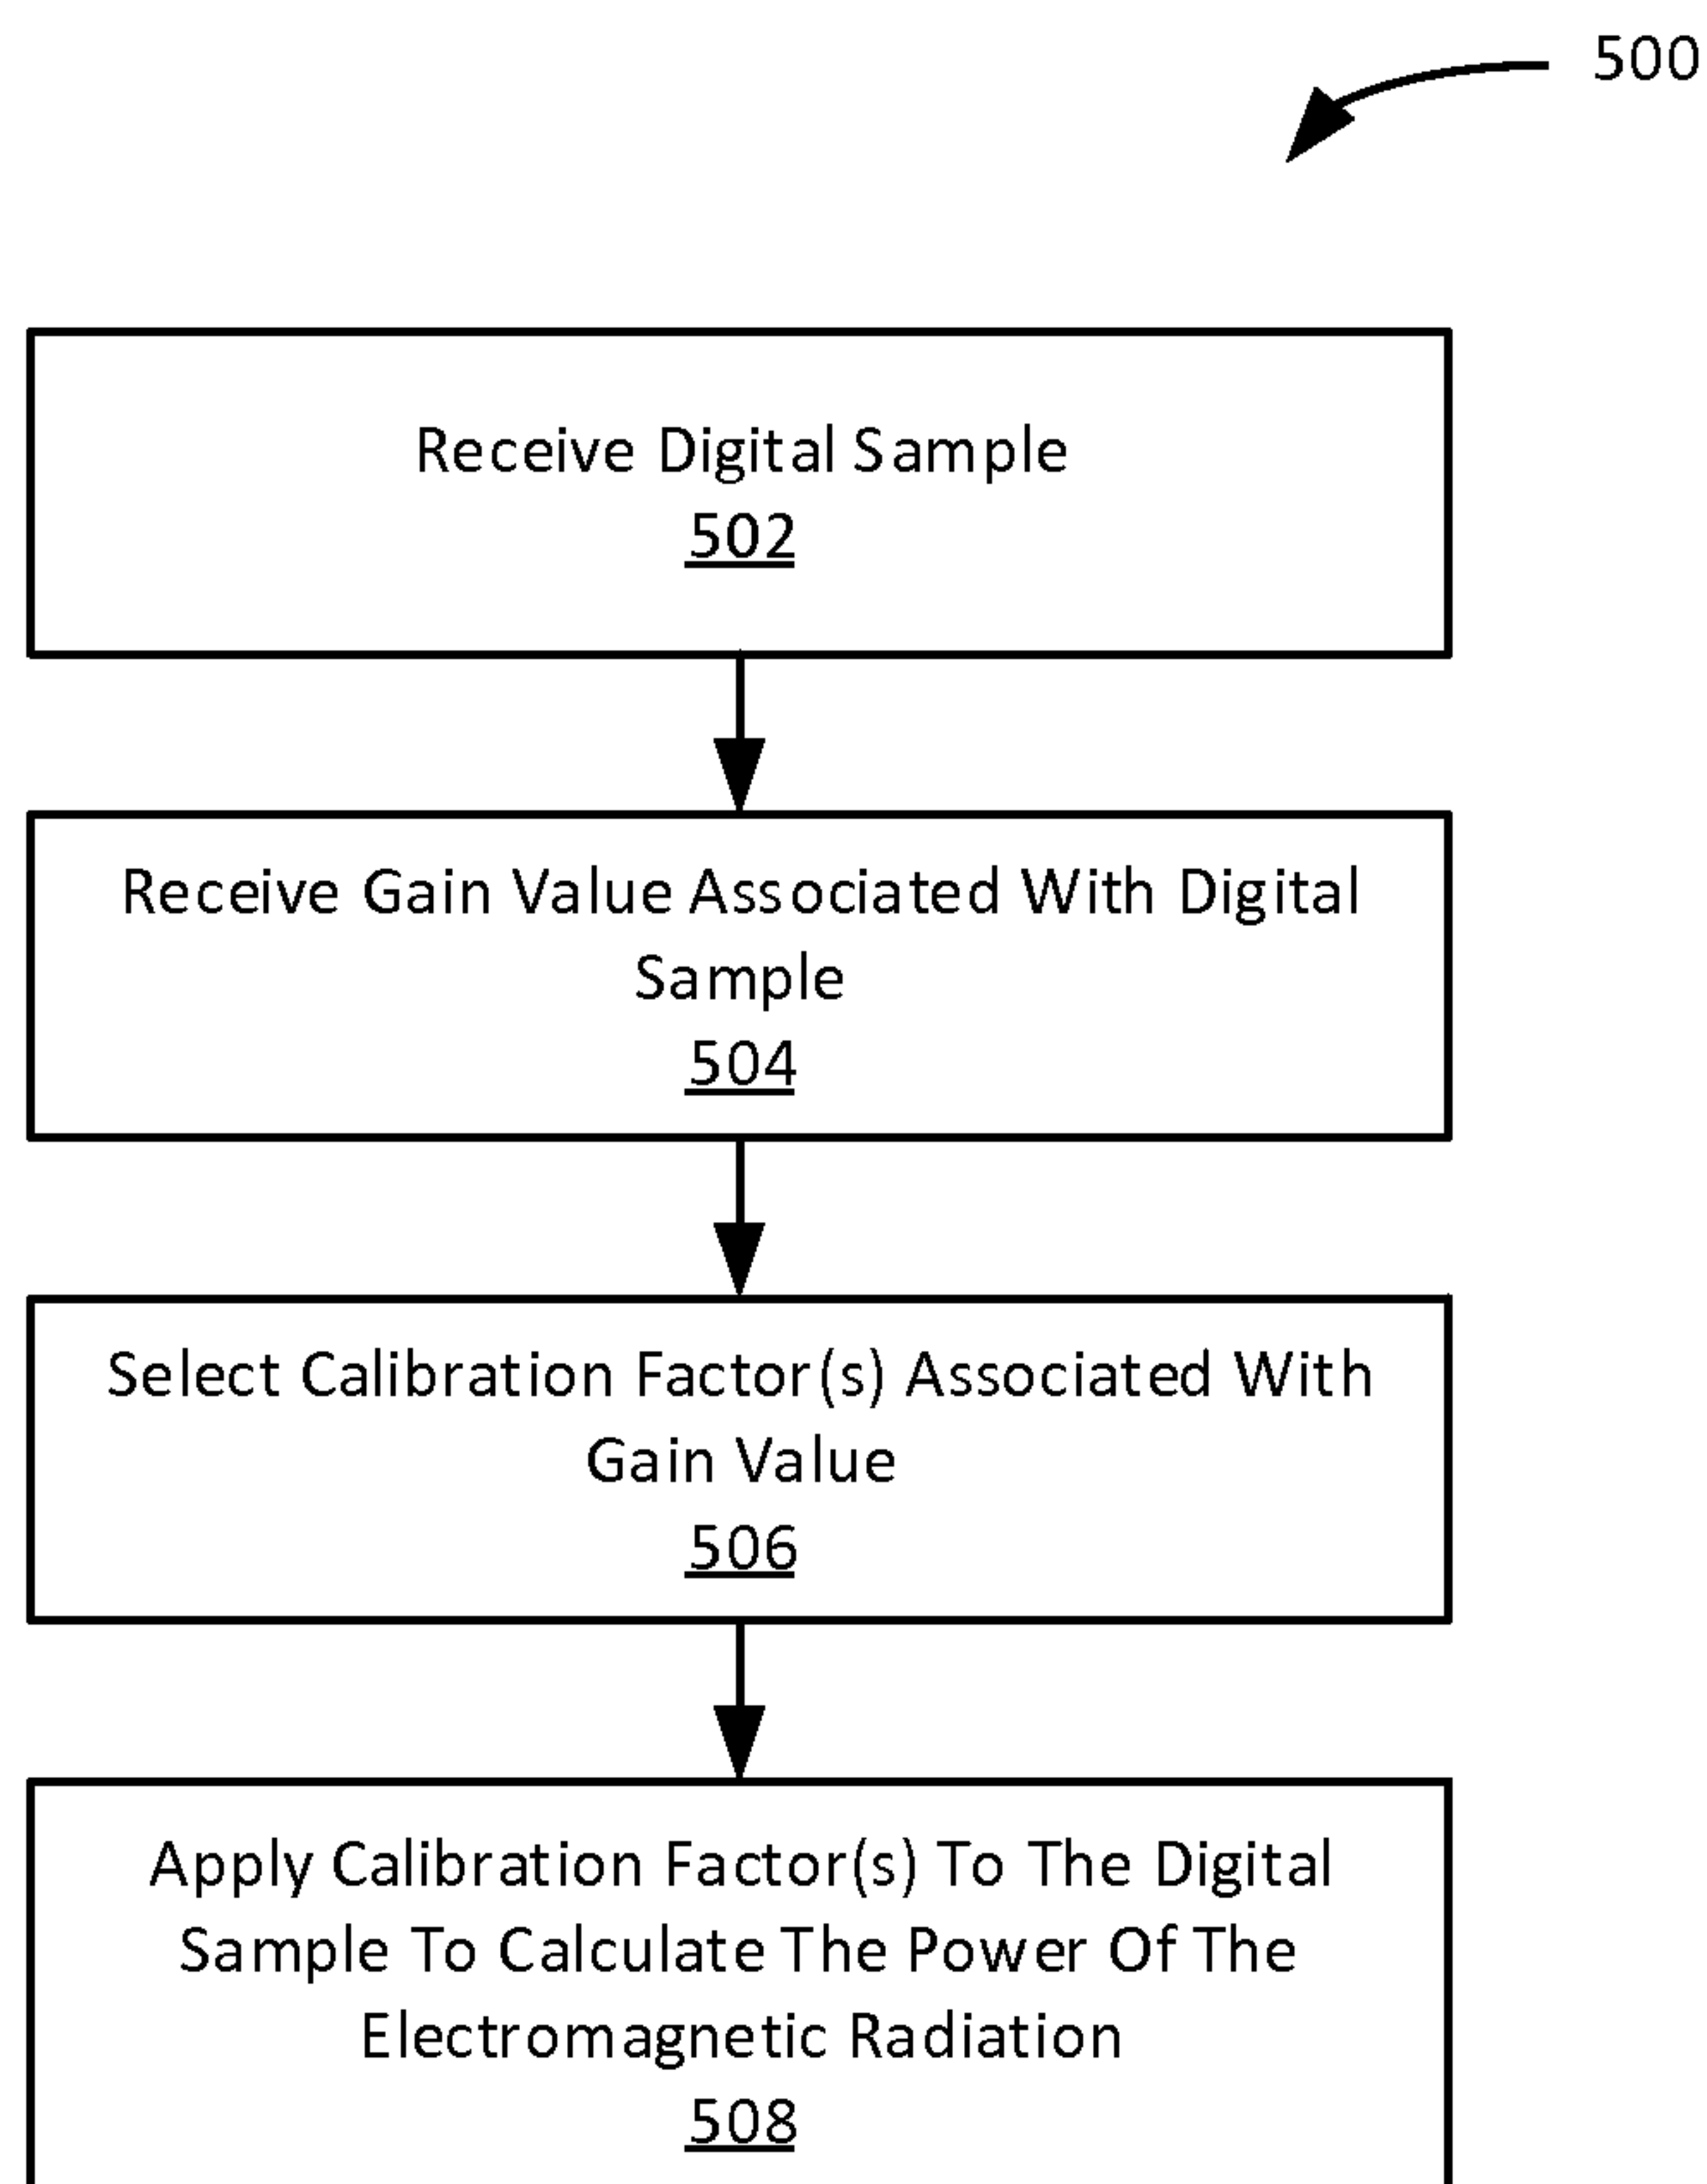 500
Receive Digital Sample
502
Receive Gain Value Associated With Digital
Sample
504
Select Calibration Factor(s) Associated With
Gain Value
506
Apply Calibration Factor(s) To The Digital
Sample To Calculate The Power Of The
Electromagnetic Radiation
508